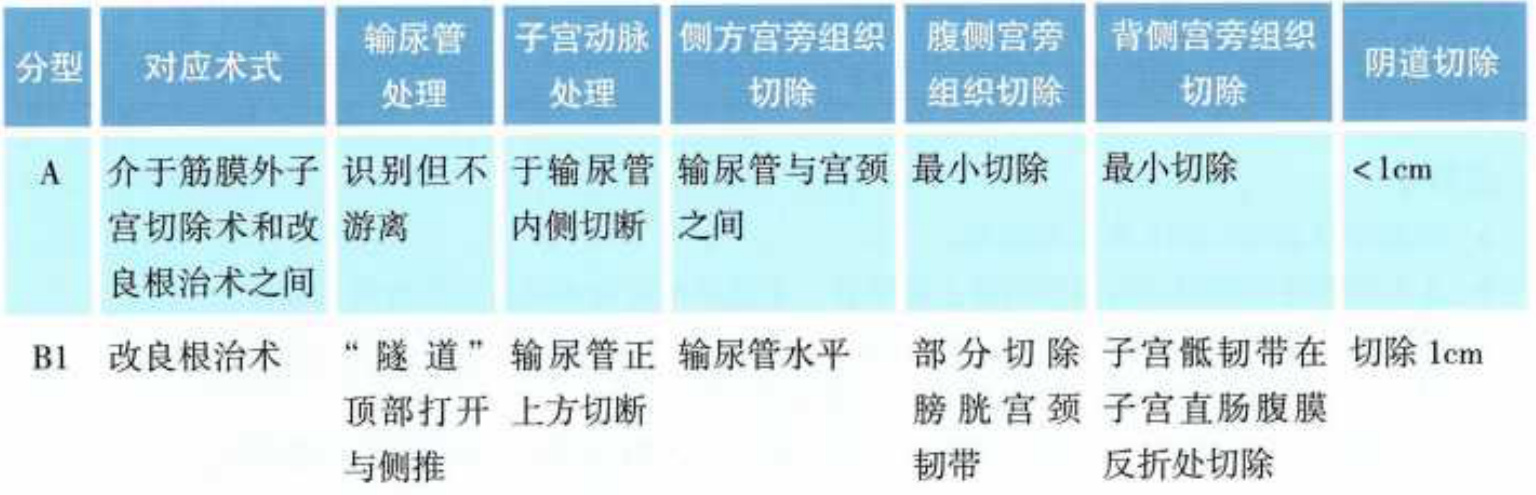 分型
对应术式
输尿管
处理
子宫动脉
处理
侧方宫旁组织
切除
腹侧宫旁
组织切除
背侧宫旁组织
切除
阴道切除
A
介于筋膜外子
宫切除术和改
良根治术之间
识别但不
游离
于输尿管
内侧切断
输尿管与宫颈
之间
最小切除
最小切除
<1cm
B1
改良根治术
“隧道”
顶部打开
与侧推
输尿管正
上方切断
输尿管水平
部分切除
膀胱宫颈
韧带
子宫骶韧带在
子宫直肠腹膜
反折处切除
切除 1cm